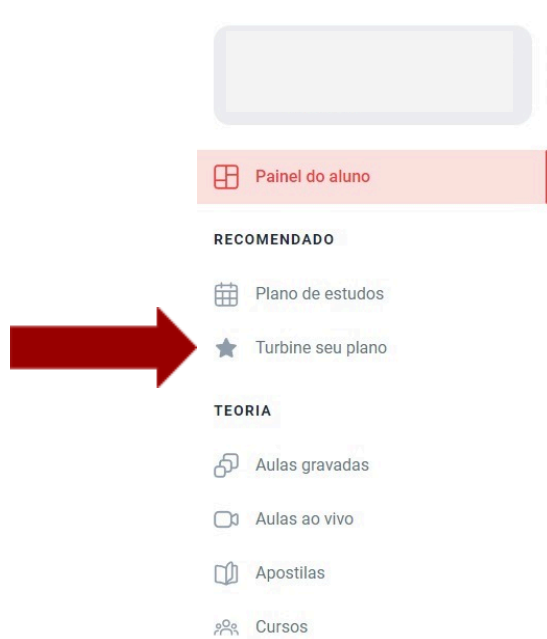 Painel do aluno
RECOMENDADO
Plano de estudos
Turbine seu plano
TEORIA
Aulas gravadas
Aulas ao vivo
Apostilas
Cursos